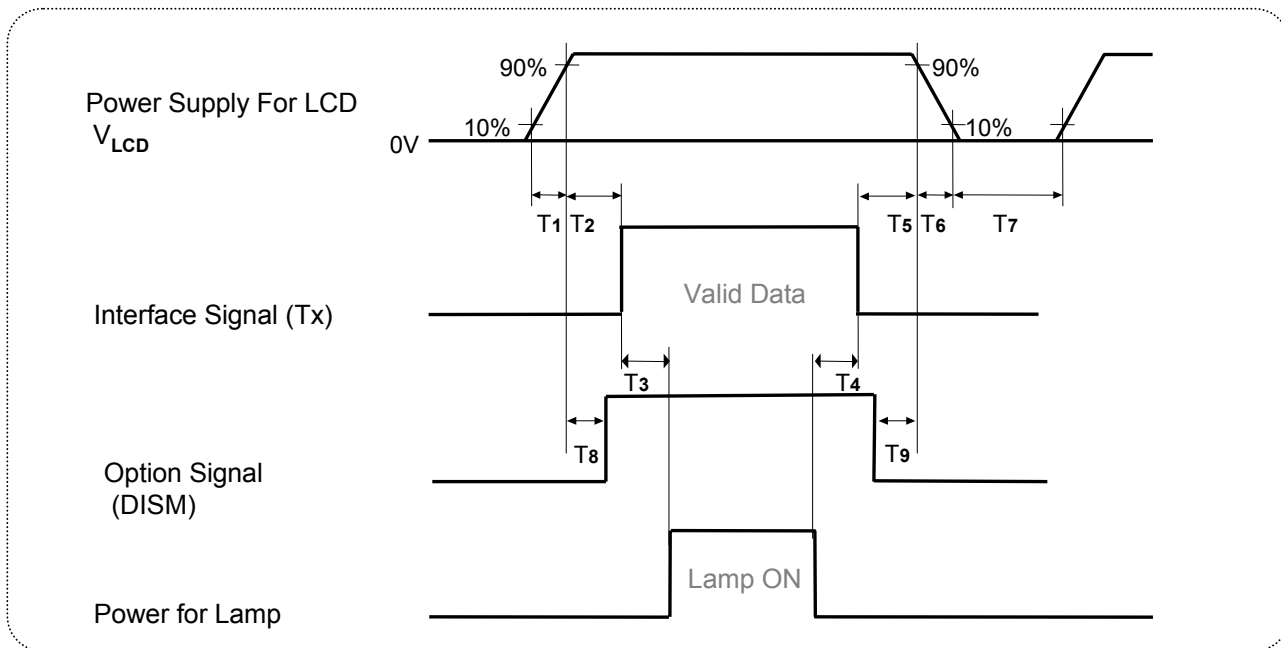 90%
90%
Power Supply For LCD
10%
10%
VLCD
0V
T1
T2
T5
T6
T7
Valid Data
Interface Signal (Tx)
T3
T4
T8
T9
Option Signal
(DISM)
Lamp ON
Power for Lamp